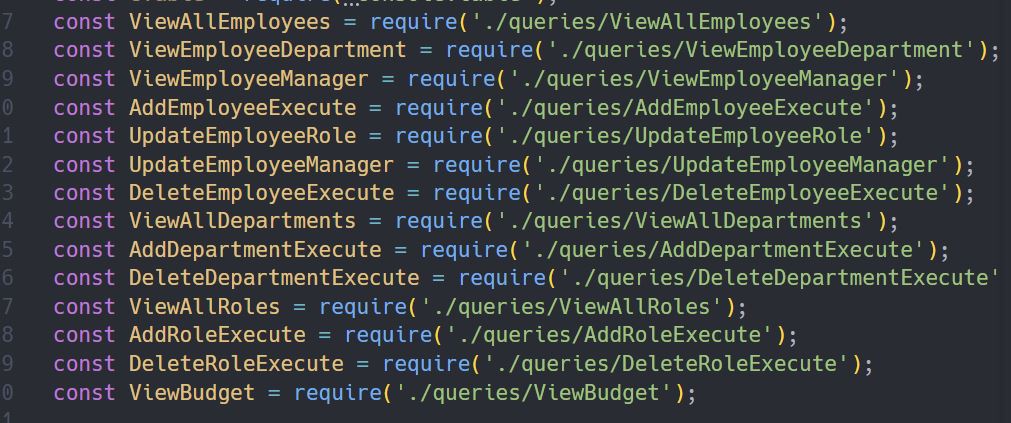 7 const ViewAllEmployees = require('./queries/ViewAllEmployees');
8 const ViewEmployeeDepartment = require('./queries/ViewEmployeeDepartment');
9 const ViewEmployeeManager = require('./queries/ViewEmployeeManager');
0 const AddEmployeeExecute = require('./queries/AddEmployeeExecute');
1 const UpdateEmployeeRole = require('./queries/UpdateEmployeeRole');
2 const UpdateEmployeeManager = require('./queries/UpdateEmployeeManager');
3 const DeleteEmployeeExecute = require('./queries/DeleteEmployeeExecute');
4 const ViewAllDepartments = require('./queries/ViewAllDepartments');
5 const AddDepartmentExecute = require('./queries/AddDepartmentExecute');
6 const DeleteDepartmentExecute = require('./queries/DeleteDepartmentExecute'
7 const ViewAllRoles = require('./queries/ViewAllRoles');
8 const AddRoleExecute = require('./queries/AddRoleExecute');
9 const DeleteRoleExecute = require('./queries/DeleteRoleExecute');
0 const ViewBudget = require('./queries/ViewBudget');